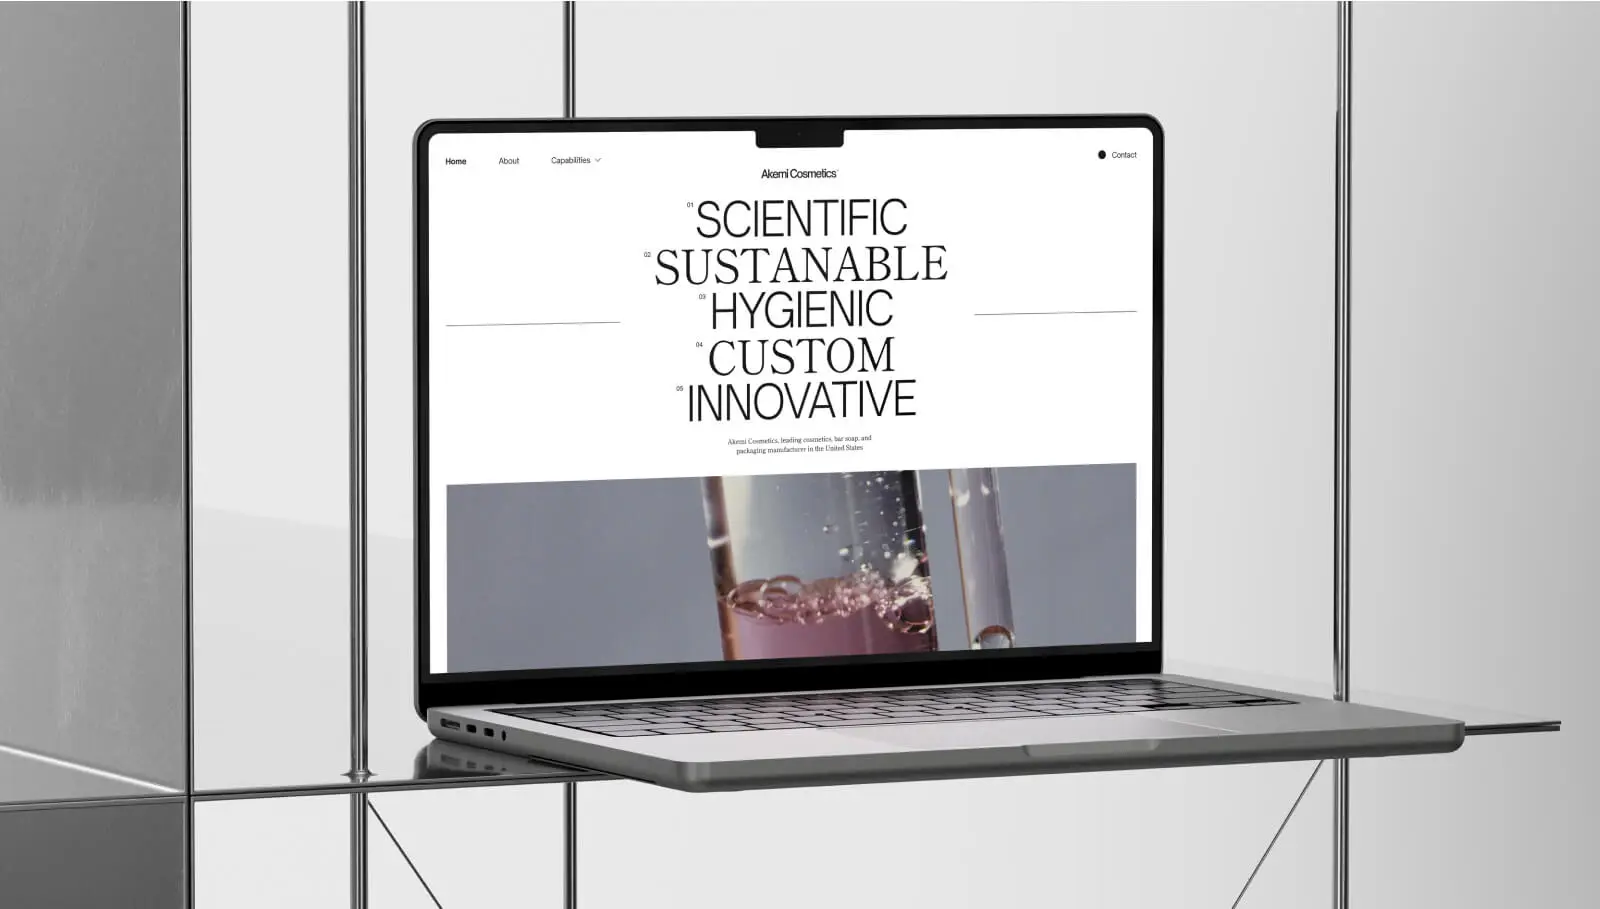 Home About Capabilities Contact
Akemi Cosmetics
01 SCIENTIFIC
02 SUSTANABLE
03 HYGIENIC
04 CUSTOM
05 INNOVATIVE
Akemi Cosmetics, leading cosmetics, bar soap, and
packaging manufacturer in the United States